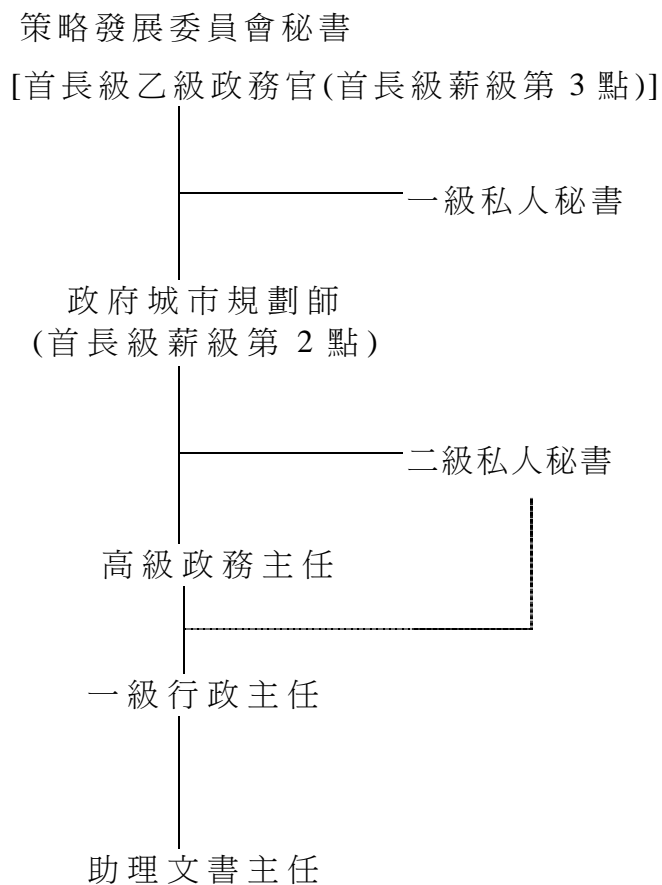 策略發展委員會秘書
[首長級乙級政務官(首長級薪級第 3 點)]
一級私人秘書
政府城市規劃師
(首長級薪級第 2 點)
二級私人秘書
高級政務主任
一級行政主任
助理文書主任